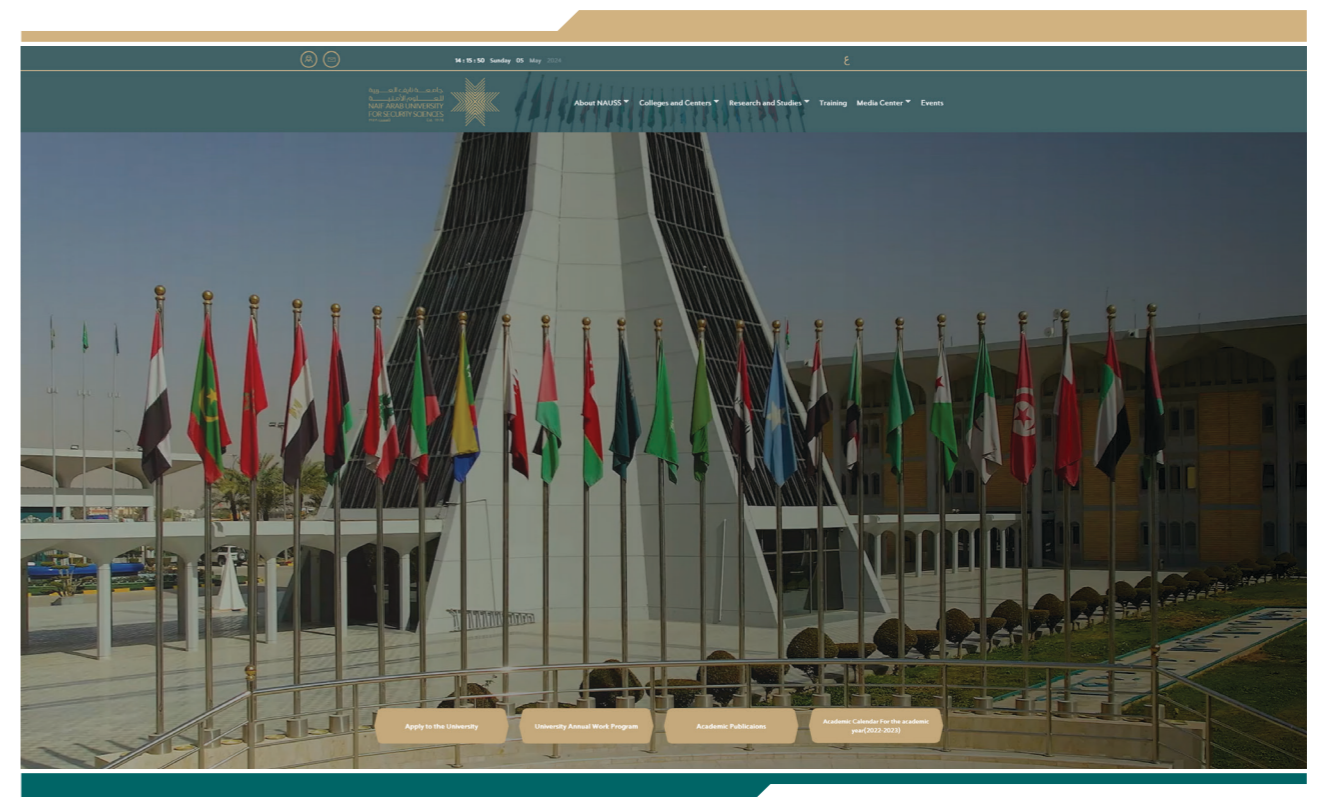 14 : 15 : 50 Sunday 05 May 2024
ع
NAIF ARAB UNIVERSITY
FOR SECURITY SCIENCES
About NAUSS
Colleges and Centers
Research and Studies
Training
Media Center
Events
Apply to the University
University Annual Work Program
Academic Publicaions
Academic Calendar For the academic
year(2022-2023)